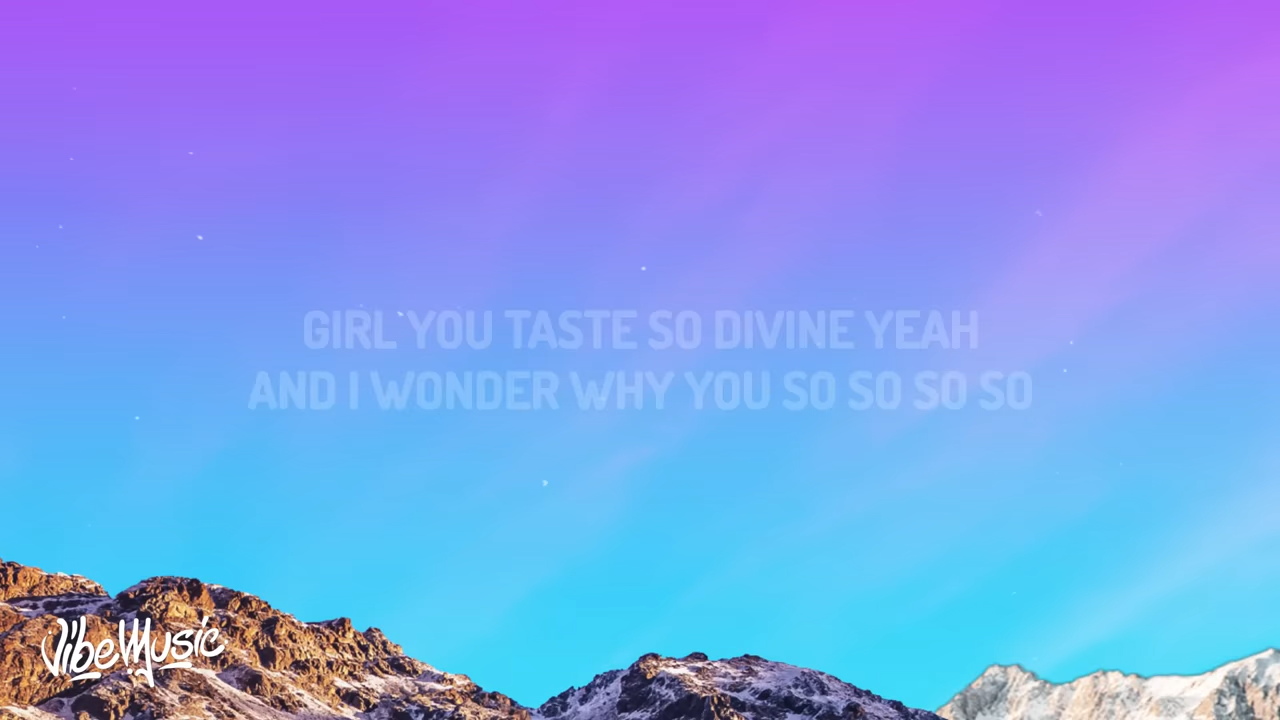 GIRL YOU TASTE SO DIVINE YEAH
AND I WONDER WHY YOU SO SO SO SO
VibeMusic